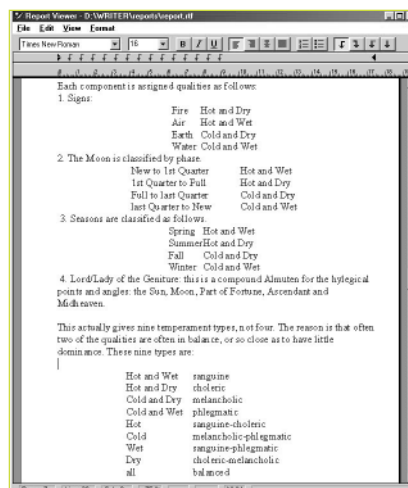 Report Viewer - D:\WRITER\reports\report.rtf
File Edit View Format
Times New Roman 16 B I U
Each component is assigned qualities as follows:
1. Signs:
Fire Hot and Dry
Air Hot and Wet
Earth Cold and Dry
Water Cold and Wet
2. The Moon is classified by phase.
New to 1st Quarter Hot and Wet
1st Quarter to Full Hot and Dry
Full to last Quarter Cold and Dry
last Quarter to New Cold and Wet
3. Seasons are classified as follows.
Spring Hot and Wet
SummerHot and Dry
Fall Cold and Dry
Winter Cold and Wet
4. Lord/Lady of the Geniture: this is a compound Almuten for the hylegical
points and angles: the Sun, Moon, Part of Fortune, Ascendant and
Midheaven.
This actually gives nine temperament types, not four. The reason is that often
two of the qualities are often in balance, or so close as to have little
dominance. These nine types are:
Hot and Wet sanguine
Hot and Dry choleric
Cold and Dry melancholic
Cold and Wet phlegmatic
Hot sanguine-choleric
Cold melancholic-phlegmatic
Wet sanguine-phlegmatic
Dry choleric-melancholic
all balanced